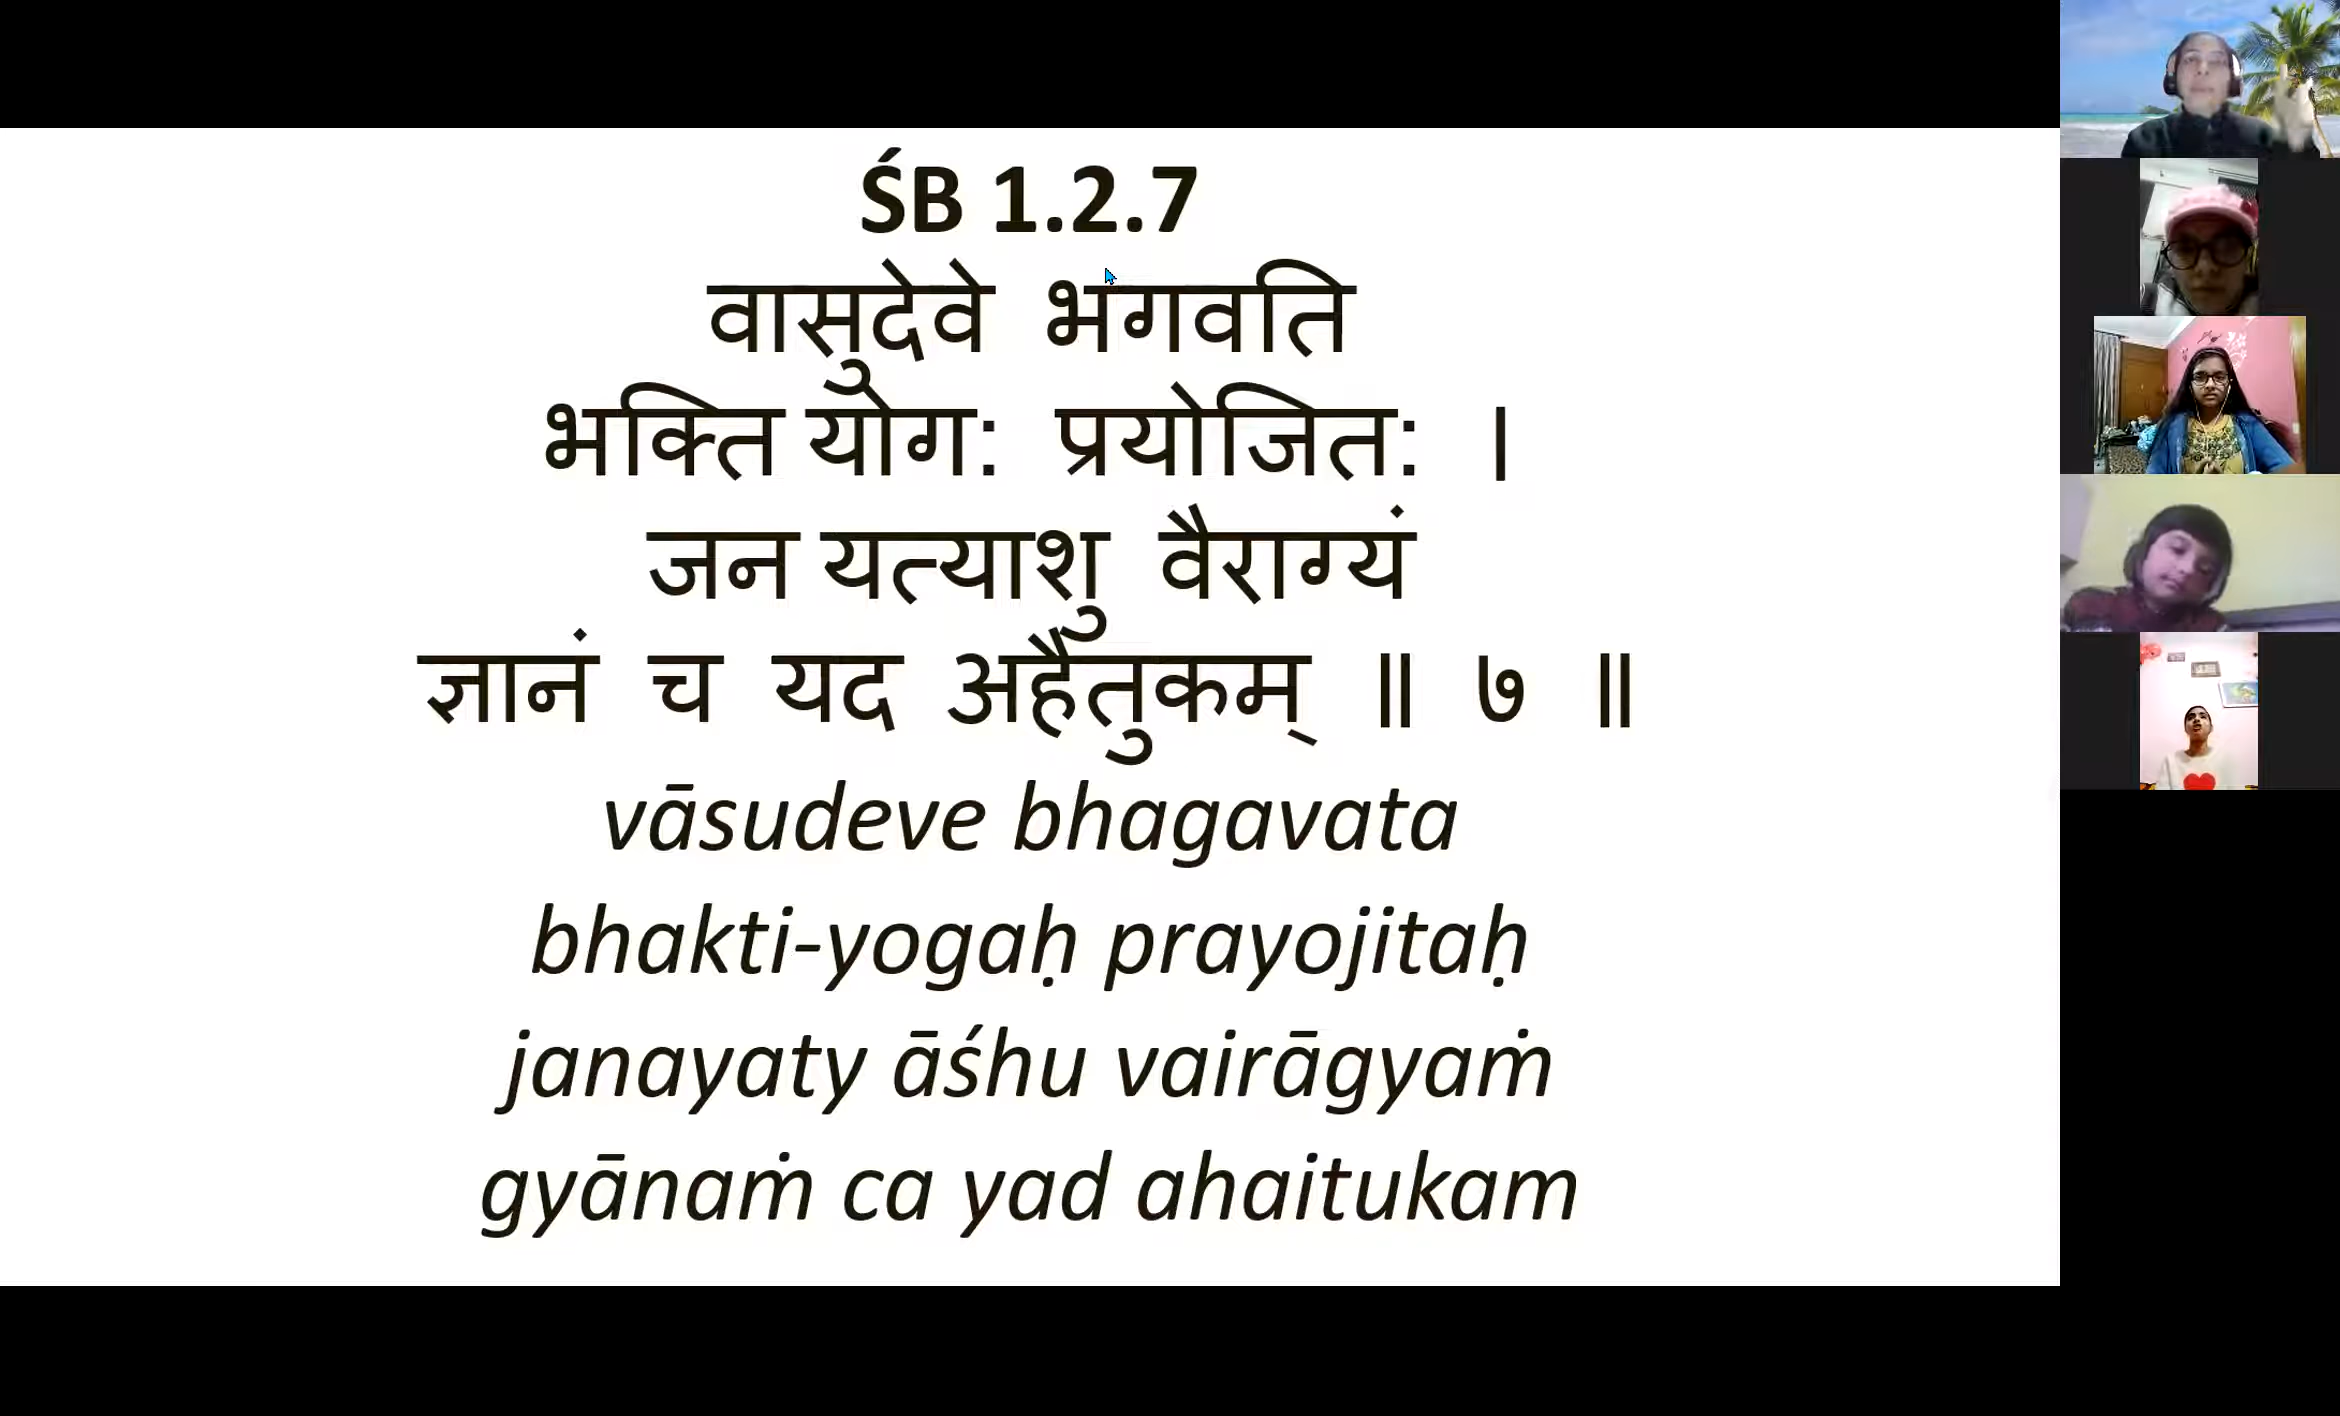 ŚB 1.2.7
वासुदेवे भगवति
भक्ति योग: प्रयोजित: ।
जन यत्याशु वैराग्यं
ज्ञानं च यद अहैतुकम् ॥ ७ ॥
vāsudeve bhagavata
bhakti-yogaḥ prayojitaḥ
janayaty āśhu vairāgyaṁ
gyānaṁ ca yad ahaitukam